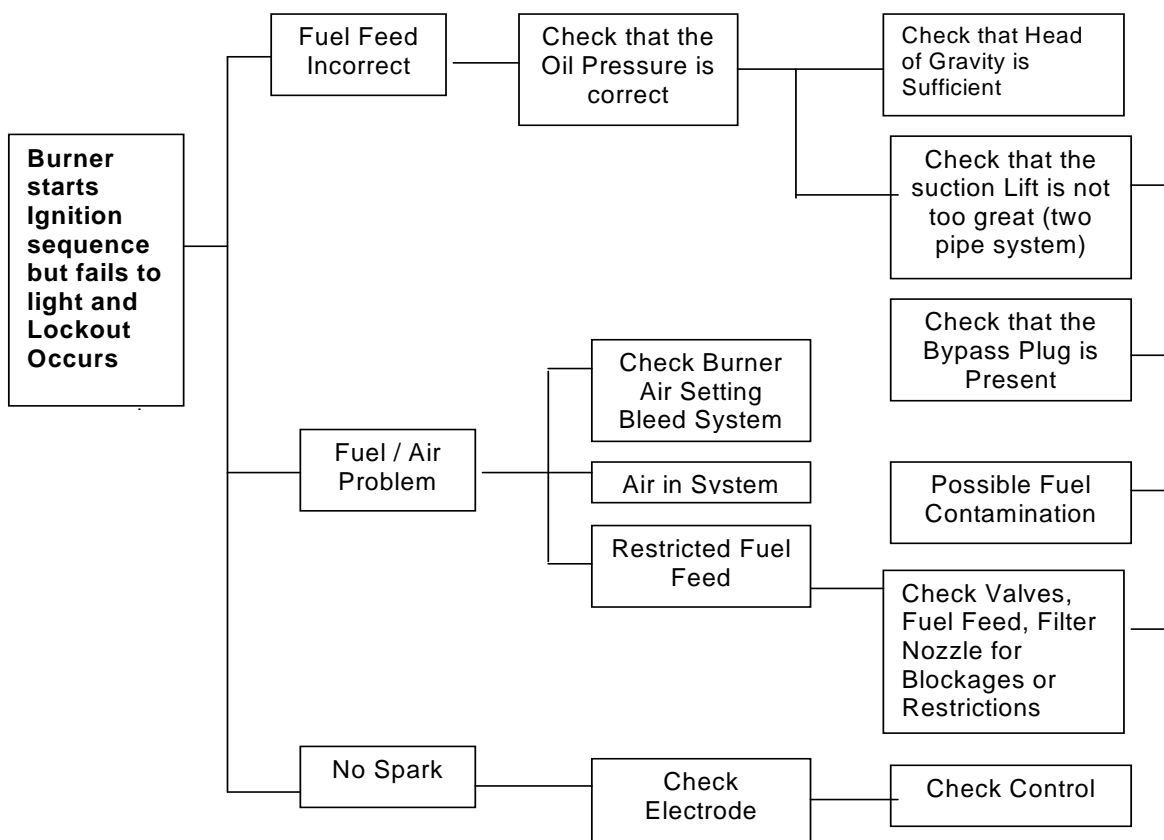 Burner
starts
Ignition
sequence
but fails to
light and
Lockout
Occurs
Fuel Feed
Incorrect
Check that the
Oil Pressure is
correct
Check that Head
of Gravity is
Sufficient
Check that the
suction Lift is not
too great (two
pipe system)
Check that the
Bypass Plug is
Present
Fuel / Air
Problem
Check Burner
Air Setting
Bleed System
Air in System
Restricted Fuel
Feed
Possible Fuel
Contamination
Check Valves,
Fuel Feed, Filter
Nozzle for
Blockages or
Restrictions
No Spark
Check
Electrode
Check Control